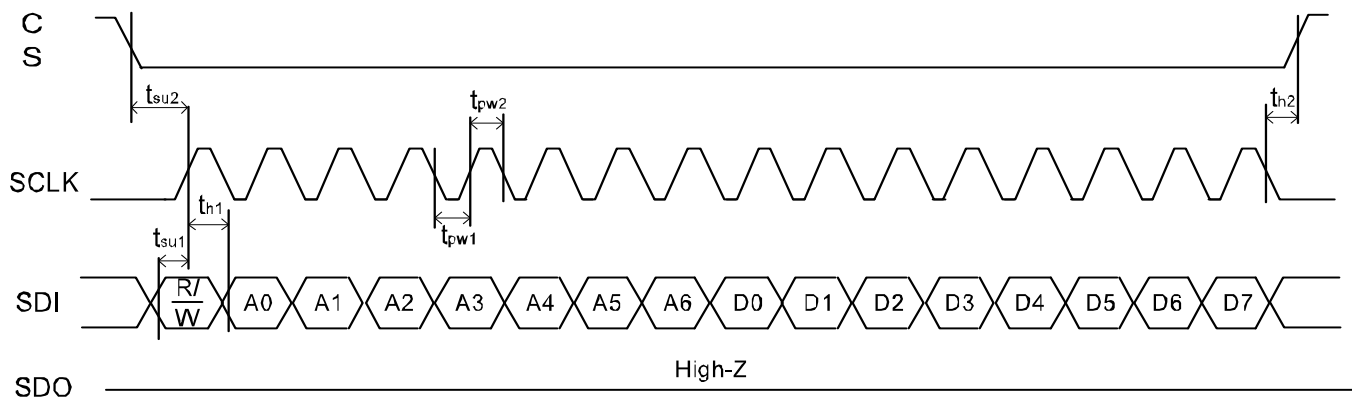 C
S
tsu2
tpw2
th2
SCLK
th1
tsu1
tpw1
SDI
R/
W
A0 A1 A2 A3 A4 A5 A6 D0 D1 D2 D3 D4 D5 D6 D7
High-Z
SDO